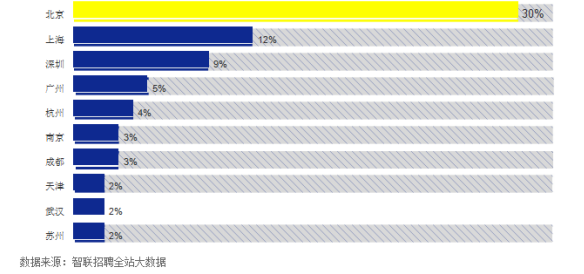 北京 30%
上海 12%
深圳 9%
广州 5%
杭州 4%
南京 3%
成都 3%
天津 2%
武汉 2%
苏州 2%
数据来源：智联招聘全站大数据